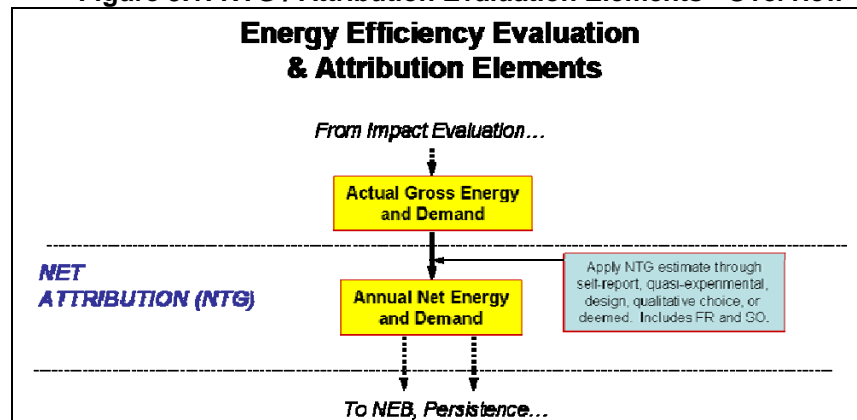 Energy Efficiency Evaluation
& Attribution Elements
From Impact Evaluation...
Actual Gross Energy
and Demand
NET
ATTRIBUTION (NTG)
Apply NTG estimate through
self-report, quasi-expermental,
design, qualitative choice, or
deemed. Includes FR and SO.
Annual Net Energy
and Demand
To NEB, Persistence...